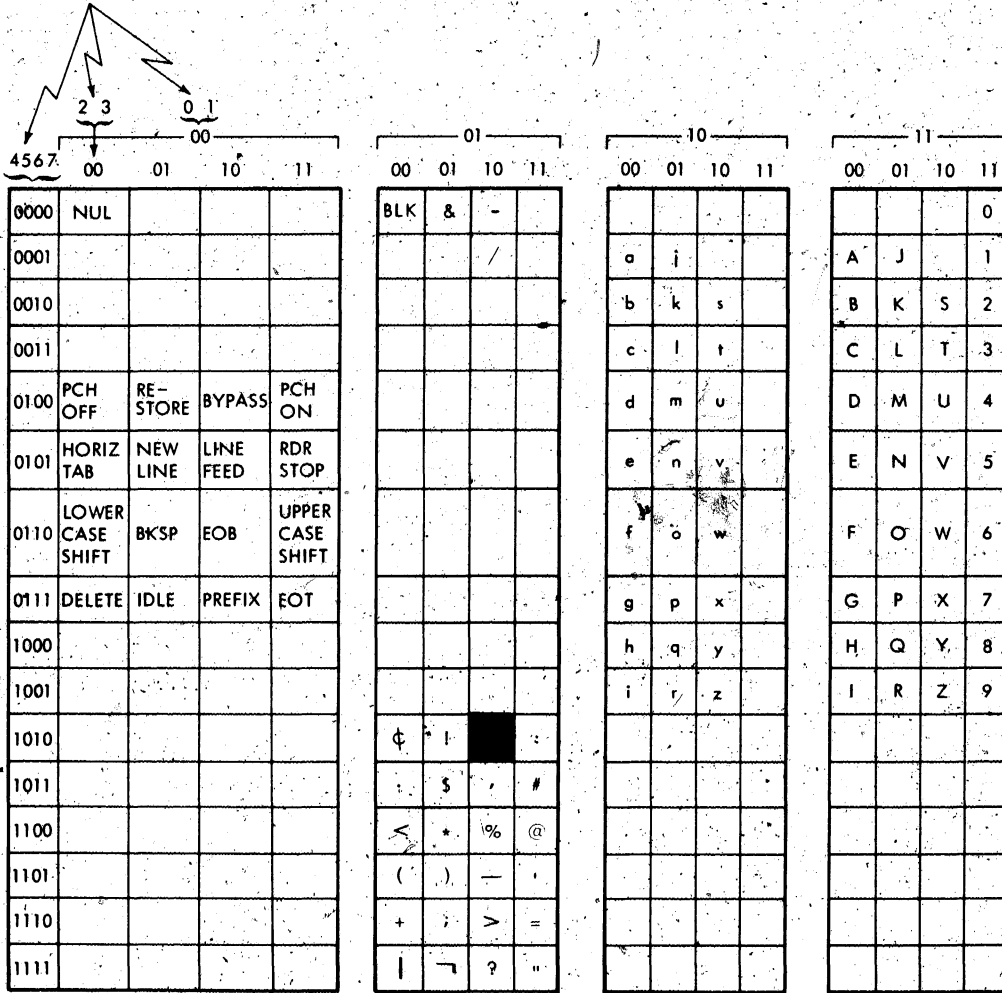 2 3 0 1
00 01 10 11
4567 00 01 10 11 00 01 10 11 00 01 10 11 00 01 10 11
0000 NUL BLK & - 0
0001 / a j A J 1
0010 b k s B K S 2
0011 c l t C L T 3
0100 PCH OFF RE-STORE BYPASS PCH ON d m u D M U 4
0101 HORIZ TAB NEW LINE LINE FEED RDR STOP e n v E N V 5
0110 LOWER CASE SHIFT BKSP EOB UPPER CASE SHIFT f o w F O W 6
0111 DELETE IDLE PREFIX EOT g p x G P X 7
1000 h q y H Q Y 8
1001 i r z I R Z 9
1010 ¢ ! :
1011 . $ , #
1100 < * % @
1101 ( ) — '
1110 + ; > =
1111 | ¬ ? "